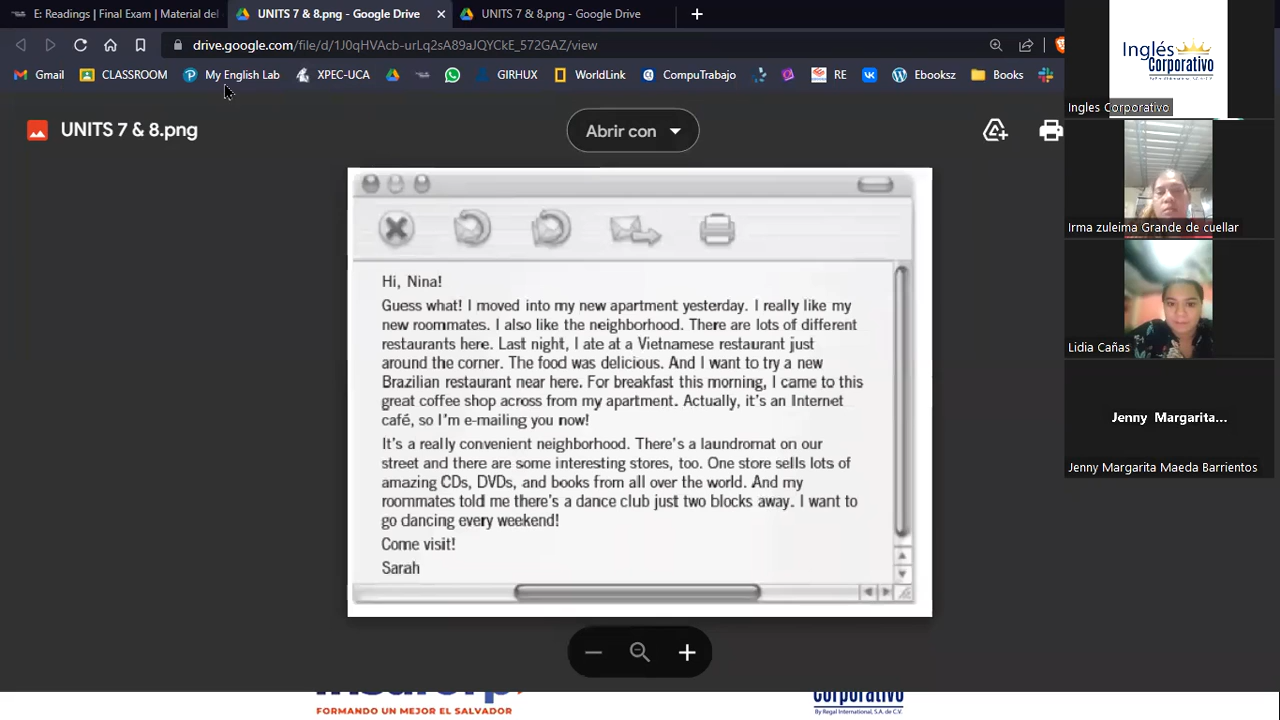 E: Readings | Final Exam | Material del
UNITS 7 & 8.png - Google Drive
UNITS 7 & 8.png - Google Drive
drive.google.com/file/d/1J0qHVAcb-urLq2sA89aJQYCkE_572GAZ/view
Gmail
CLASSROOM
My English Lab
XPEC-UCA
BHUX
WorldLink
CompuTrabajo
RE
Ebooksz
Books
UNITS 7 & 8.png
Abrir con
Hi, Nina!
Guess what! I moved into my new apartment yesterday. I really like my
new roommates. I also like the neighborhood. There are lots of different
restaurants here. Last night, I ate at a Vietnamese restaurant just
around the corner. The food was delicious. And I want to try a new
Brazilian restaurant near here. For breakfast this morning, I came to this
great coffee shop across from my apartment. Actually, it's an Internet
café, so I'm e-mailing you now!
It's a really convenient neighborhood. There's a laundromat on our
street and there are some interesting stores, too. One store sells lots of
amazing CDs, DVDs, and books from all over the world. And my
roommates told me there's a dance club just two blocks away. I want to
go dancing every weekend!
Come visit!
Sarah
Inglés
Corporativo
Ingles Corporativo
Irma zuleima Grande de cuellar
Lidia Cañas
Jenny Margarita...
Jenny Margarita Maeda Barrientos
FORMANDO UN MEJOR EL SALVADOR
Corporativo
By Regal International, S.A. de C.V.